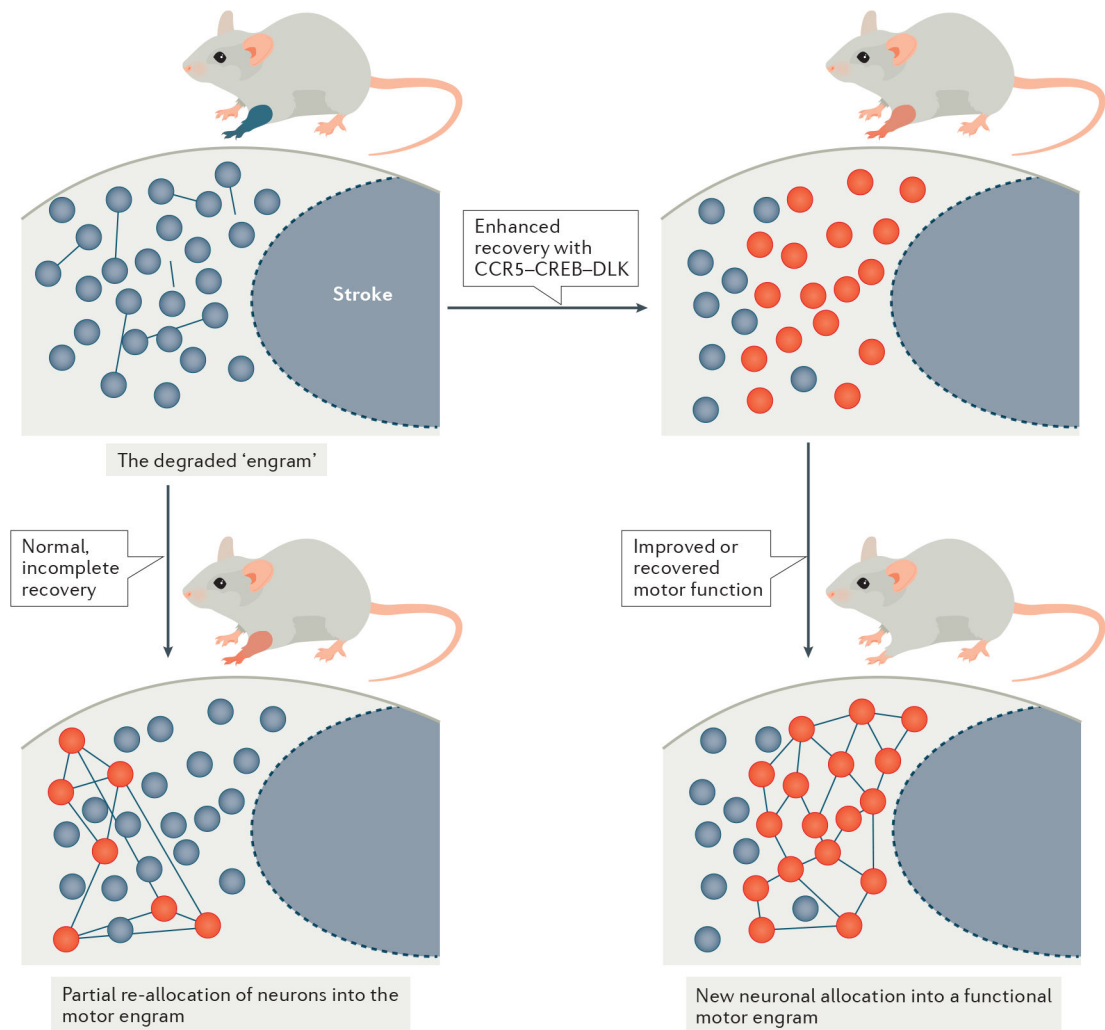 Enhanced
recovery with
CCR5–CREB–DLK
Stroke
The degraded ‘engram’
Normal,
incomplete
recovery
Improved or
recovered
motor function
Partial re-allocation of neurons into the
motor engram
New neuronal allocation into a functional
motor engram